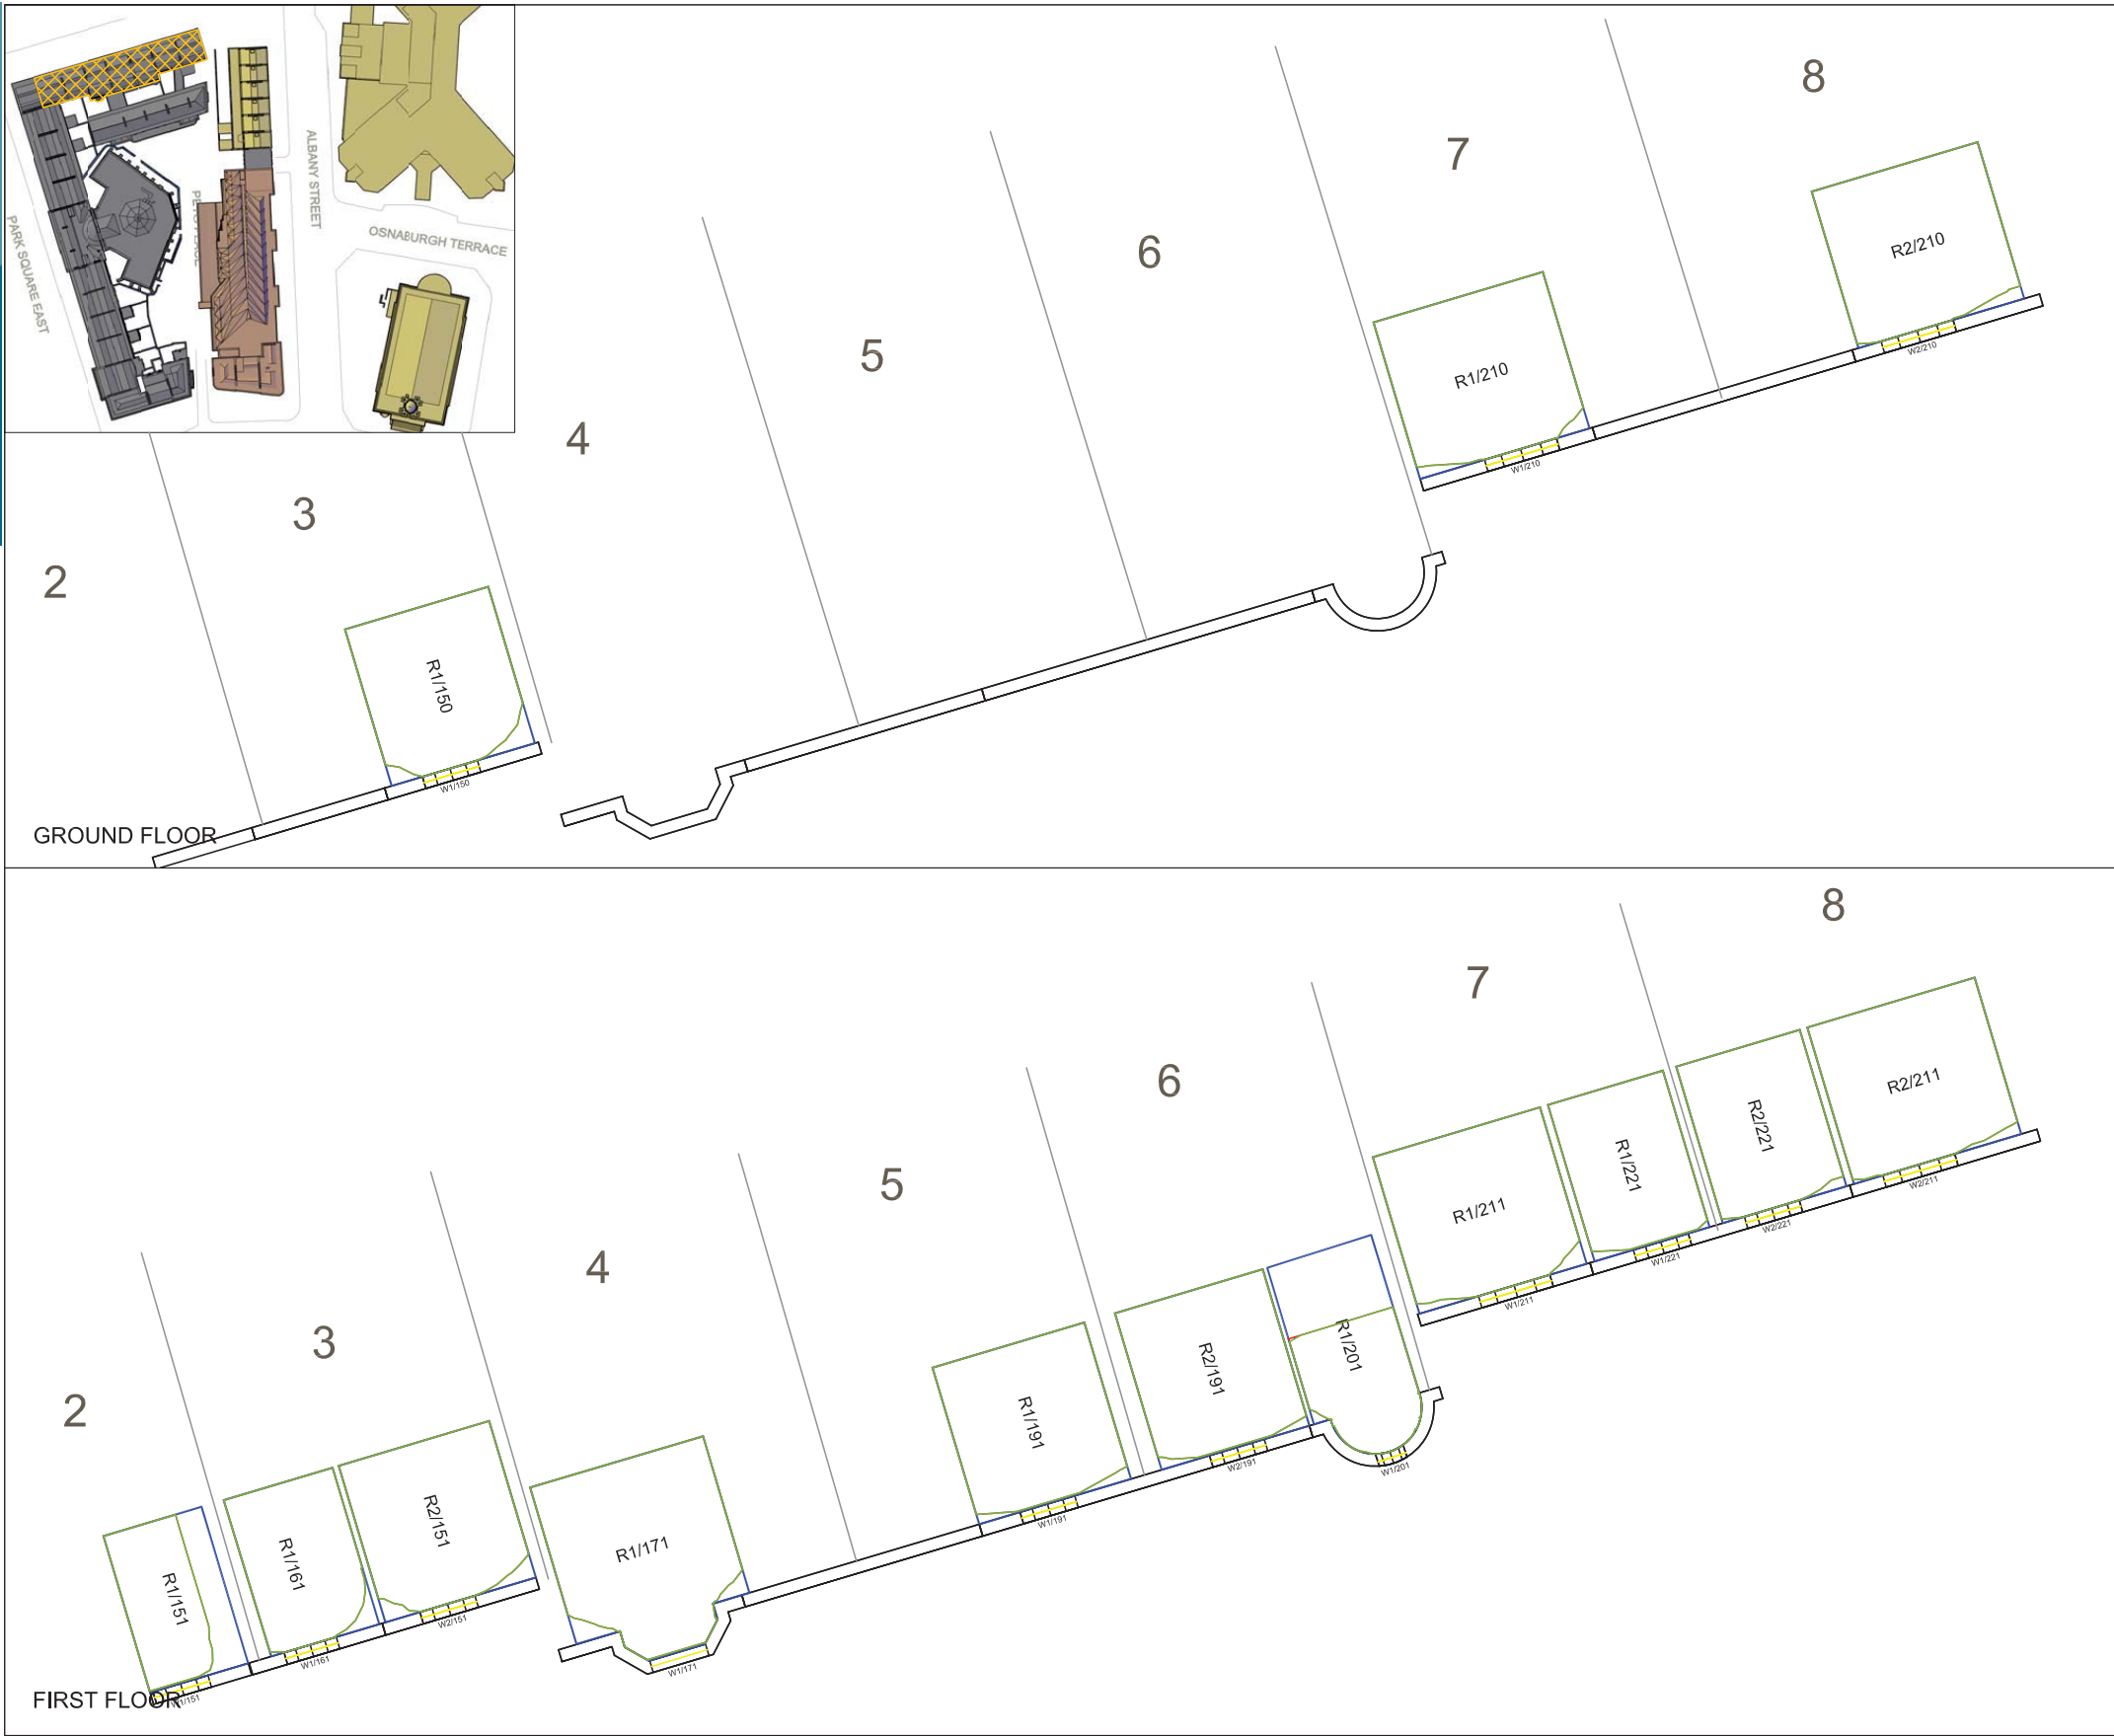 ALBANY STREET
OSNABURGH TERRACE
PARK SQUARE EAST
8
7
6
5
4
3
2
R2/210
W2/210
R1/210
W1/210
R1/150
W1/150
GROUND FLOOR
8
7
6
5
4
3
2
R2/211
W2/211
R2/221
W2/221
R1/221
W1/221
R1/211
W1/211
R1/201
W1/201
R2/191
W2/191
R1/191
W1/191
R1/171
W1/171
R2/151
W2/151
R1/161
W1/161
R1/151
W1/151
FIRST FLOOR